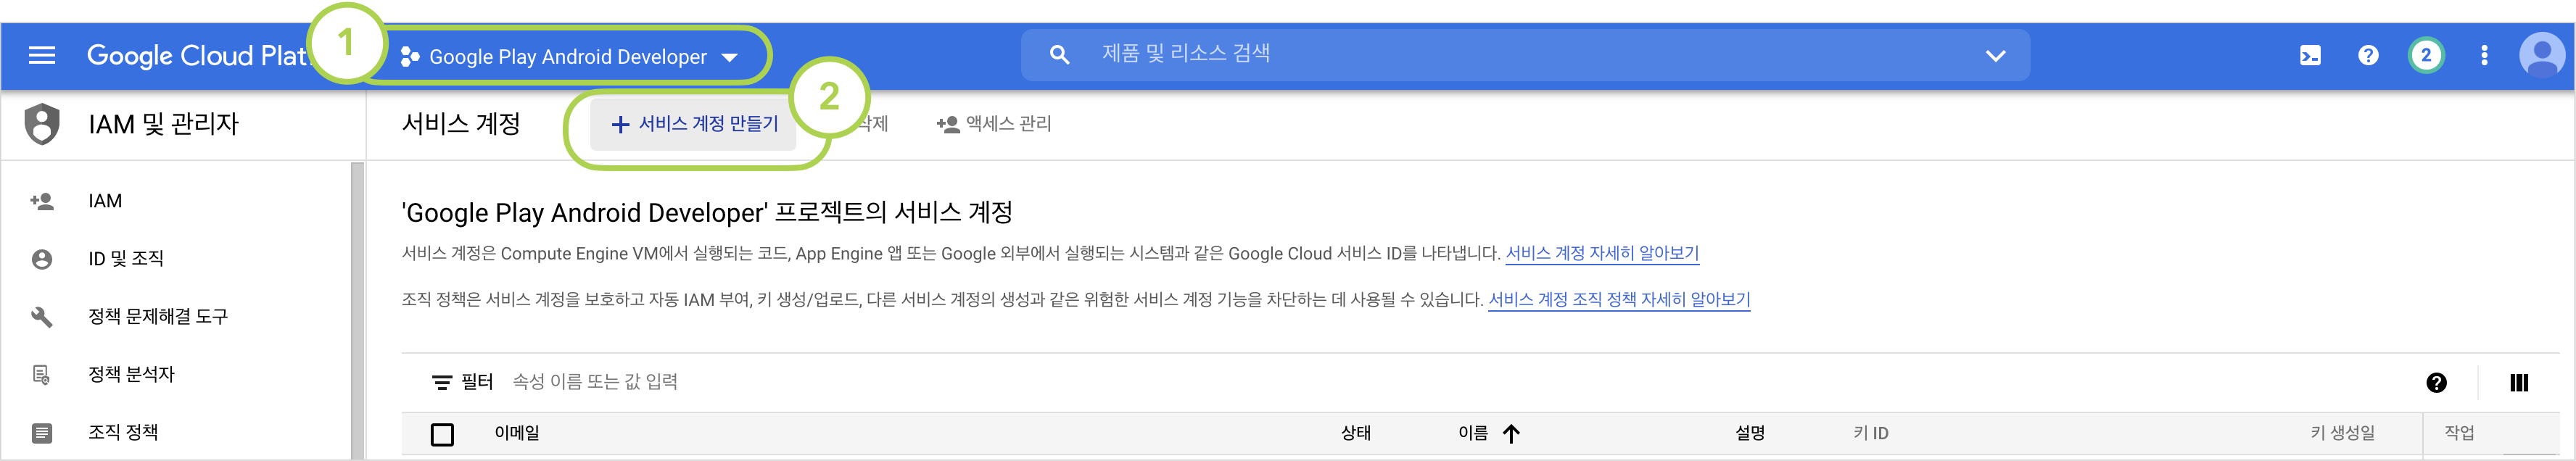 1
Google Cloud Plat
Google Play Android Developer
제품 및 리소스 검색
2
IAM 및 관리자
서비스 계정
+ 서비스 계정 만들기
2
삭제
액세스 관리
IAM
ID 및 조직
정책 문제해결 도구
정책 분석자
조직 정책
'Google Play Android Developer' 프로젝트의 서비스 계정
서비스 계정은 Compute Engine VM에서 실행되는 코드, App Engine 앱 또는 Google 외부에서 실행되는 시스템과 같은 Google Cloud 서비스 ID를 나타냅니다. 서비스 계정 자세히 알아보기
조직 정책은 서비스 계정을 보호하고 자동 IAM 부여, 키 생성/업로드, 다른 서비스 계정의 생성과 같은 위험한 서비스 계정 기능을 차단하는 데 사용될 수 있습니다. 서비스 계정 조직 정책 자세히 알아보기
필터 속성 이름 또는 값 입력
이메일 상태 이름 설명 키 ID 키 생성일 작업